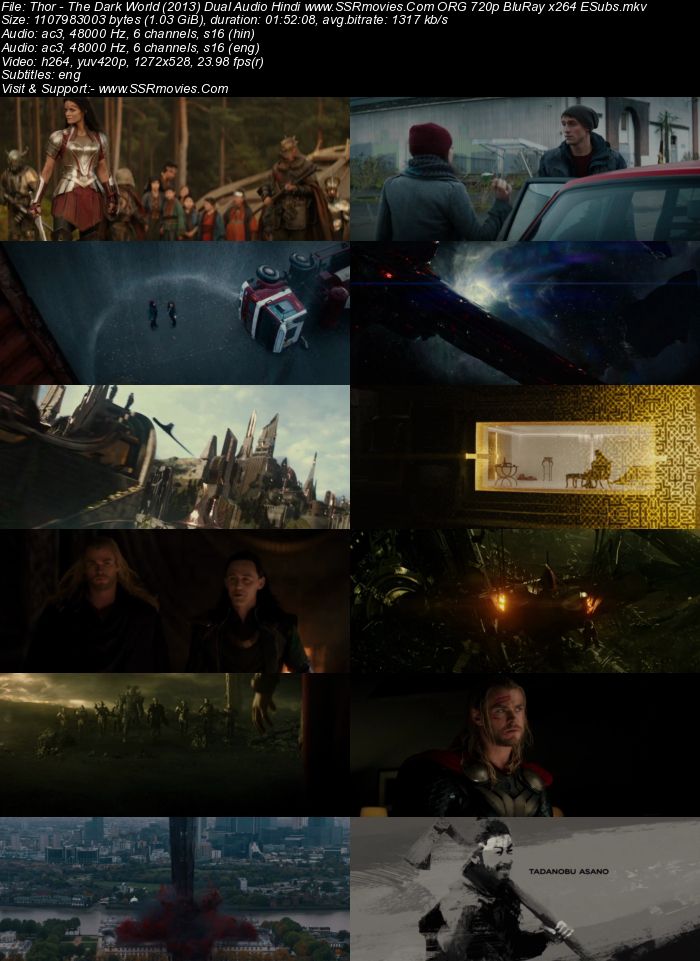 File: Thor - The Dark World (2013) Dual Audio Hindi www.SSRmovies.Com ORG 720p BluRay x264 ESubs.mkv
Size: 1107983003 bytes (1.03 GiB), duration: 01:52:08, avg.bitrate: 1317 kb/s
Audio: ac3, 48000 Hz, 6 channels, s16 (hin)
Audio: ac3, 48000 Hz, 6 channels, s16 (eng)
Video: h264, yuv420p, 1272x528, 23.98 fps(r)
Subtitles: eng
Visit & Support:- www.SSRmovies.Com
TADANOBU ASANO